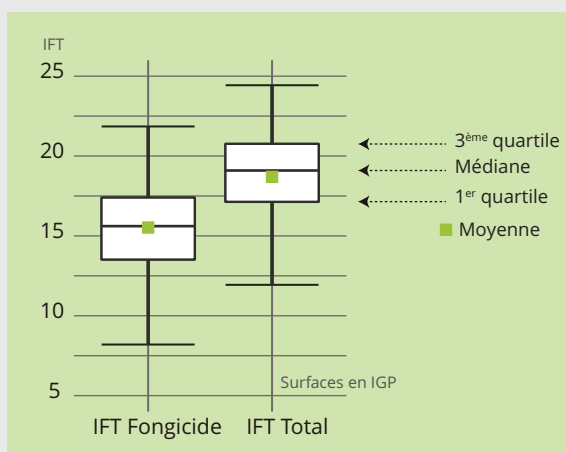 IFT
25
20
15
10
5
3ème quartile
Médiane
1er quartile
Moyenne
Surfaces en IGP
IFT Fongicide IFT Total